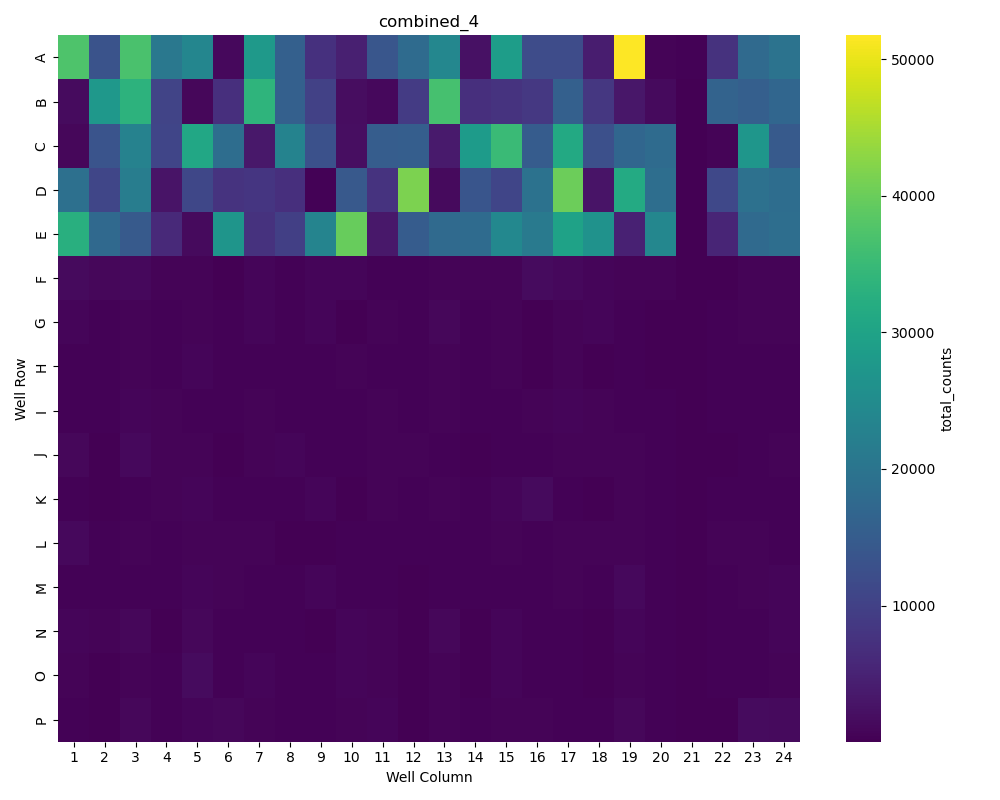 combined_4
A
B
C
D
E
F
G
H
I
J
K
L
M
N
O
P
Well Row
1 2 3 4 5 6 7 8 9 10 11 12 13 14 15 16 17 18 19 20 21 22 23 24
Well Column
50000
40000
30000
20000
10000
total_counts